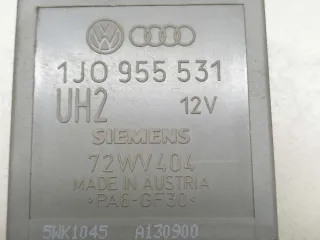 1J0 955 531
UH2 12V
SIEMENS
72WV404
MADE IN AUSTRIA
>PA6-GF30<
5WK1045 A130900